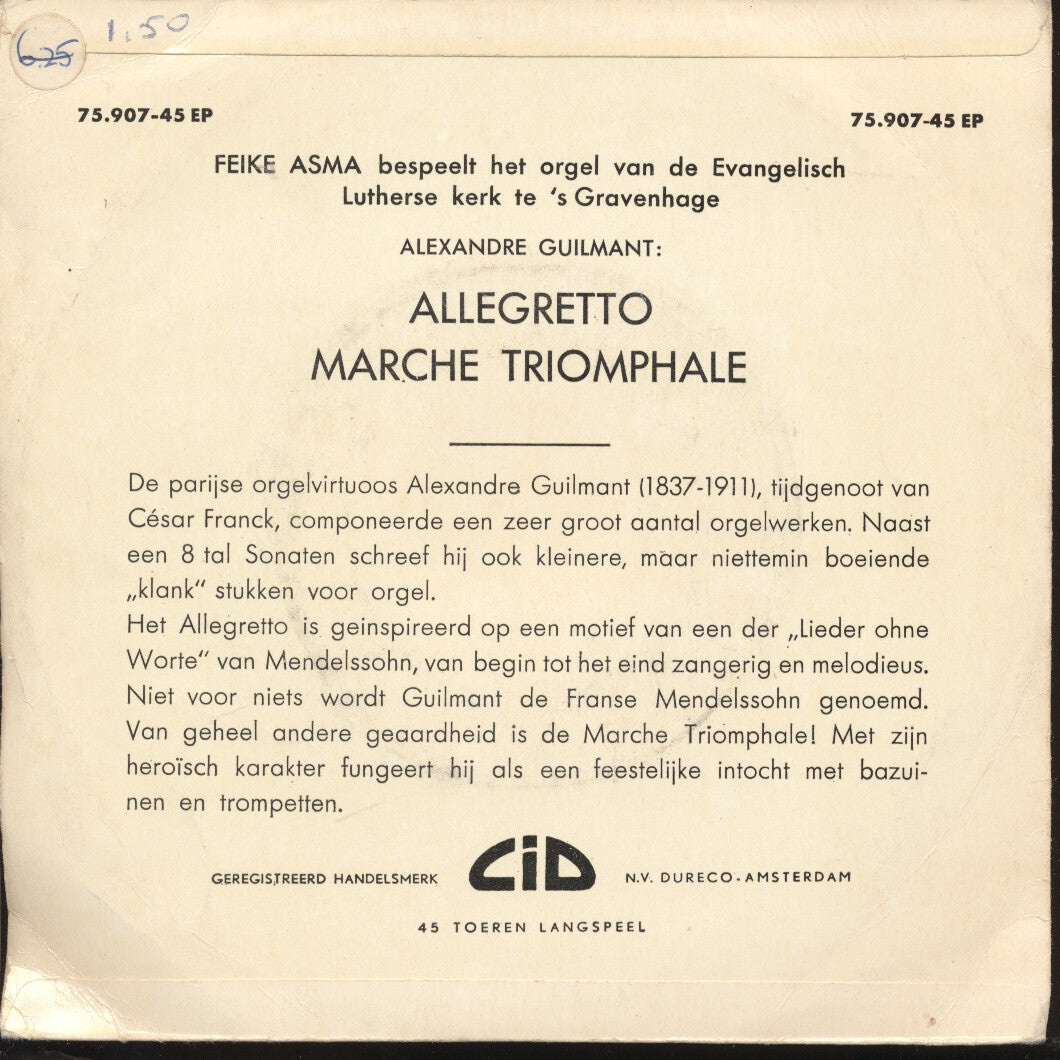 1.50
6.25
75.907-45 EP
75.907-45 EP
FEIKE ASMA bespeelt het orgel van de Evangelisch
Lutherse kerk te 's Gravenhage
ALEXANDRE GUILMANT:
ALLEGRETTO
MARCHE TRIOMPHALE
De parijse orgelvirtuoos Alexandre Guilmant (1837-1911), tijdgenoot van
César Franck, componeerde een zeer groot aantal orgelwerken. Naast
een 8 tal Sonaten schreef hij ook kleinere, maar niettemin boeiende
„klank" stukken voor orgel.
Het Allegretto is geinspireerd op een motief van een der „Lieder ohne
Worte" van Mendelssohn, van begin tot het eind zangerig en melodieus.
Niet voor niets wordt Guilmant de Franse Mendelssohn genoemd.
Van geheel andere geaardheid is de Marche Triomphale! Met zijn
heroïsch karakter fungeert hij als een feestelijke intocht met bazui-
nen en trompetten.
GEREGISTREERD HANDELSMERK CID N.V. DURECO-AMSTERDAM
45 TOEREN LANGSPEEL